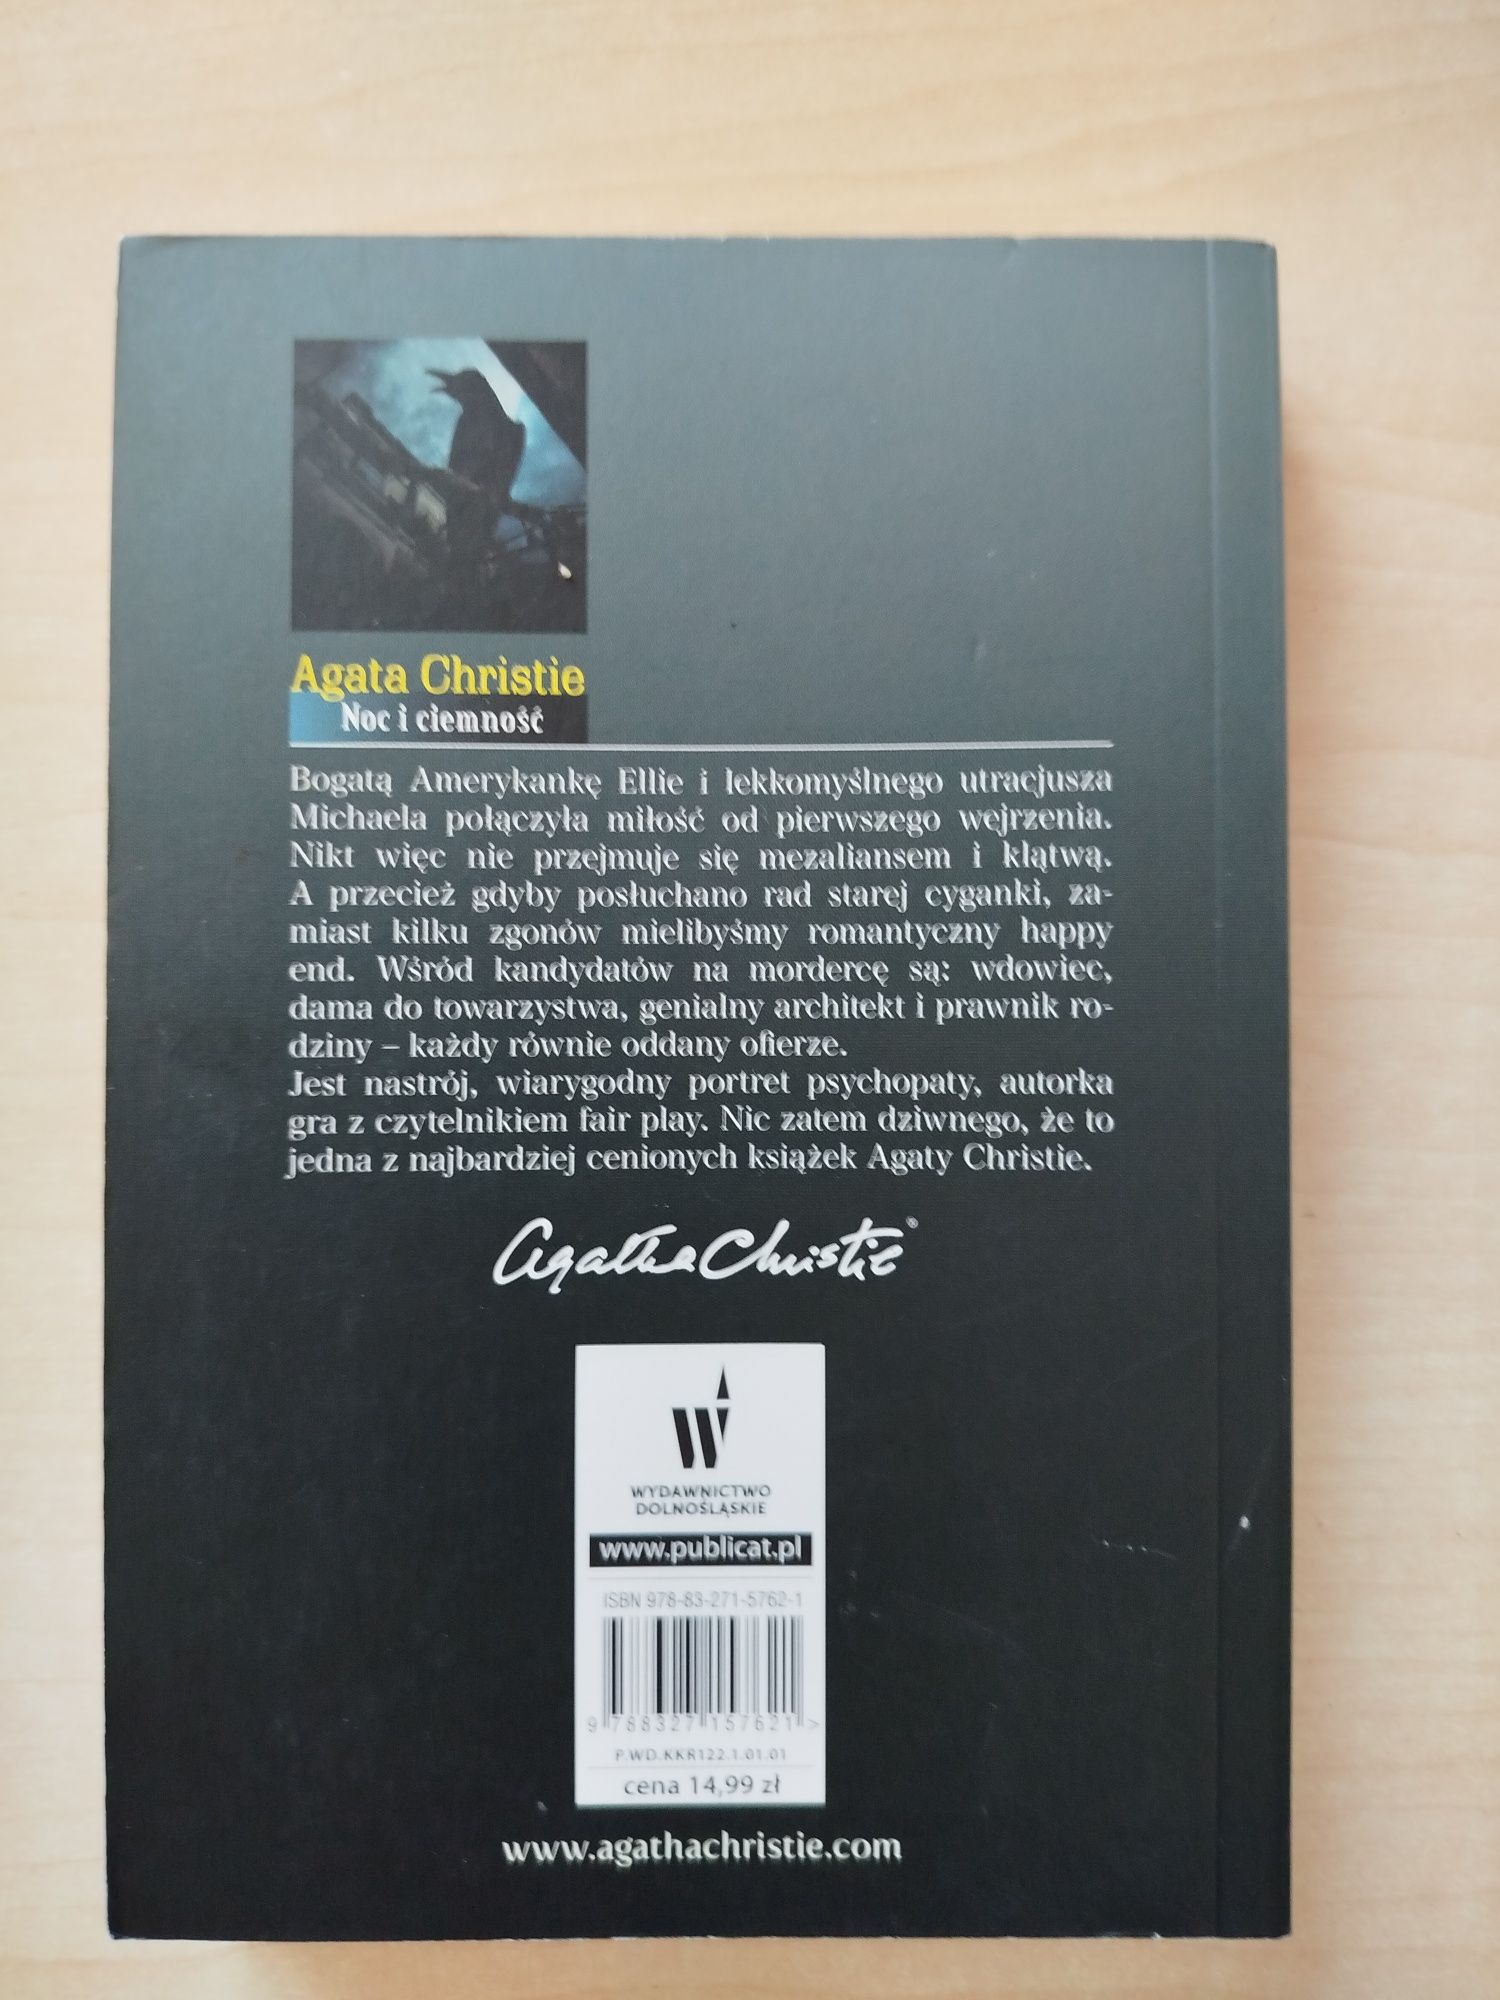 Agata Christie
Noc i ciemność
Bogatą Amerykankę Ellie i lekkomyślnego utracjusza
Michaela połączyła miłość od pierwszego wejrzenia.
Nikt więc nie przejmuje się mezaliansem i klątwą.
A przecież gdyby posłuchano rad starej cyganki, za-
miast kilku zgonów mielibyśmy romantyczny happy
end. Wśród kandydatów na mordercę są: wdowiec,
dama do towarzystwa, genialny architekt i prawnik ro-
dziny – każdy równie oddany ofierze.
Jest nastrój, wiarygodny portret psychopaty, autorka
gra z czytelnikiem fair play. Nic zatem dziwnego, że to
jedna z najbardziej cenionych książek Agaty Christie.
Agatha Christie®
W
WYDAWNICTWO
DOLNOŚLĄSKIE
www.publicat.pl
ISBN 978-83-271-5762-1
9 788327 157621 >
P.WD.KKR122.1.01.01
cena 14,99 zł
www.agathachristie.com